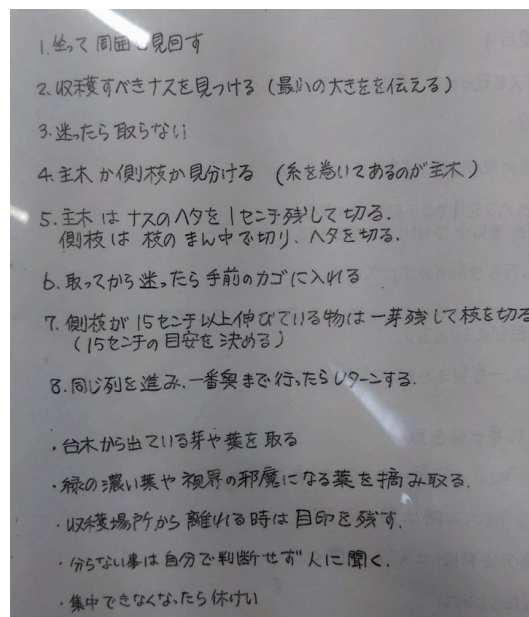 1. 坐って周囲を見回す
2. 収穫すべきナスを見つける（最小の大きさを伝える）
3. 迷ったら取らない
4. 主木か側枝か見分ける （糸を巻いてあるのが主木）
5. 主木はナスのヘタを1センチ残して切る.
側枝は枝のまん中で切り、ヘタを切る.
6. 取ってから迷ったら手前のカゴに入れる
7. 側枝が15センチ以上伸びている物は一芽残して枝を切る
（15センチの目安を決める）
8. 同じ列を進み、一番奥まで行ったらUターンする.
・台木から出ている芽や葉を取る
・緑の濃い葉や視界の邪魔になる葉を摘み取る.
・収穫場所から離れる時は目印を残す.
・分らない事は自分で判断せず人に聞く.
・集中できなくなったら休けい